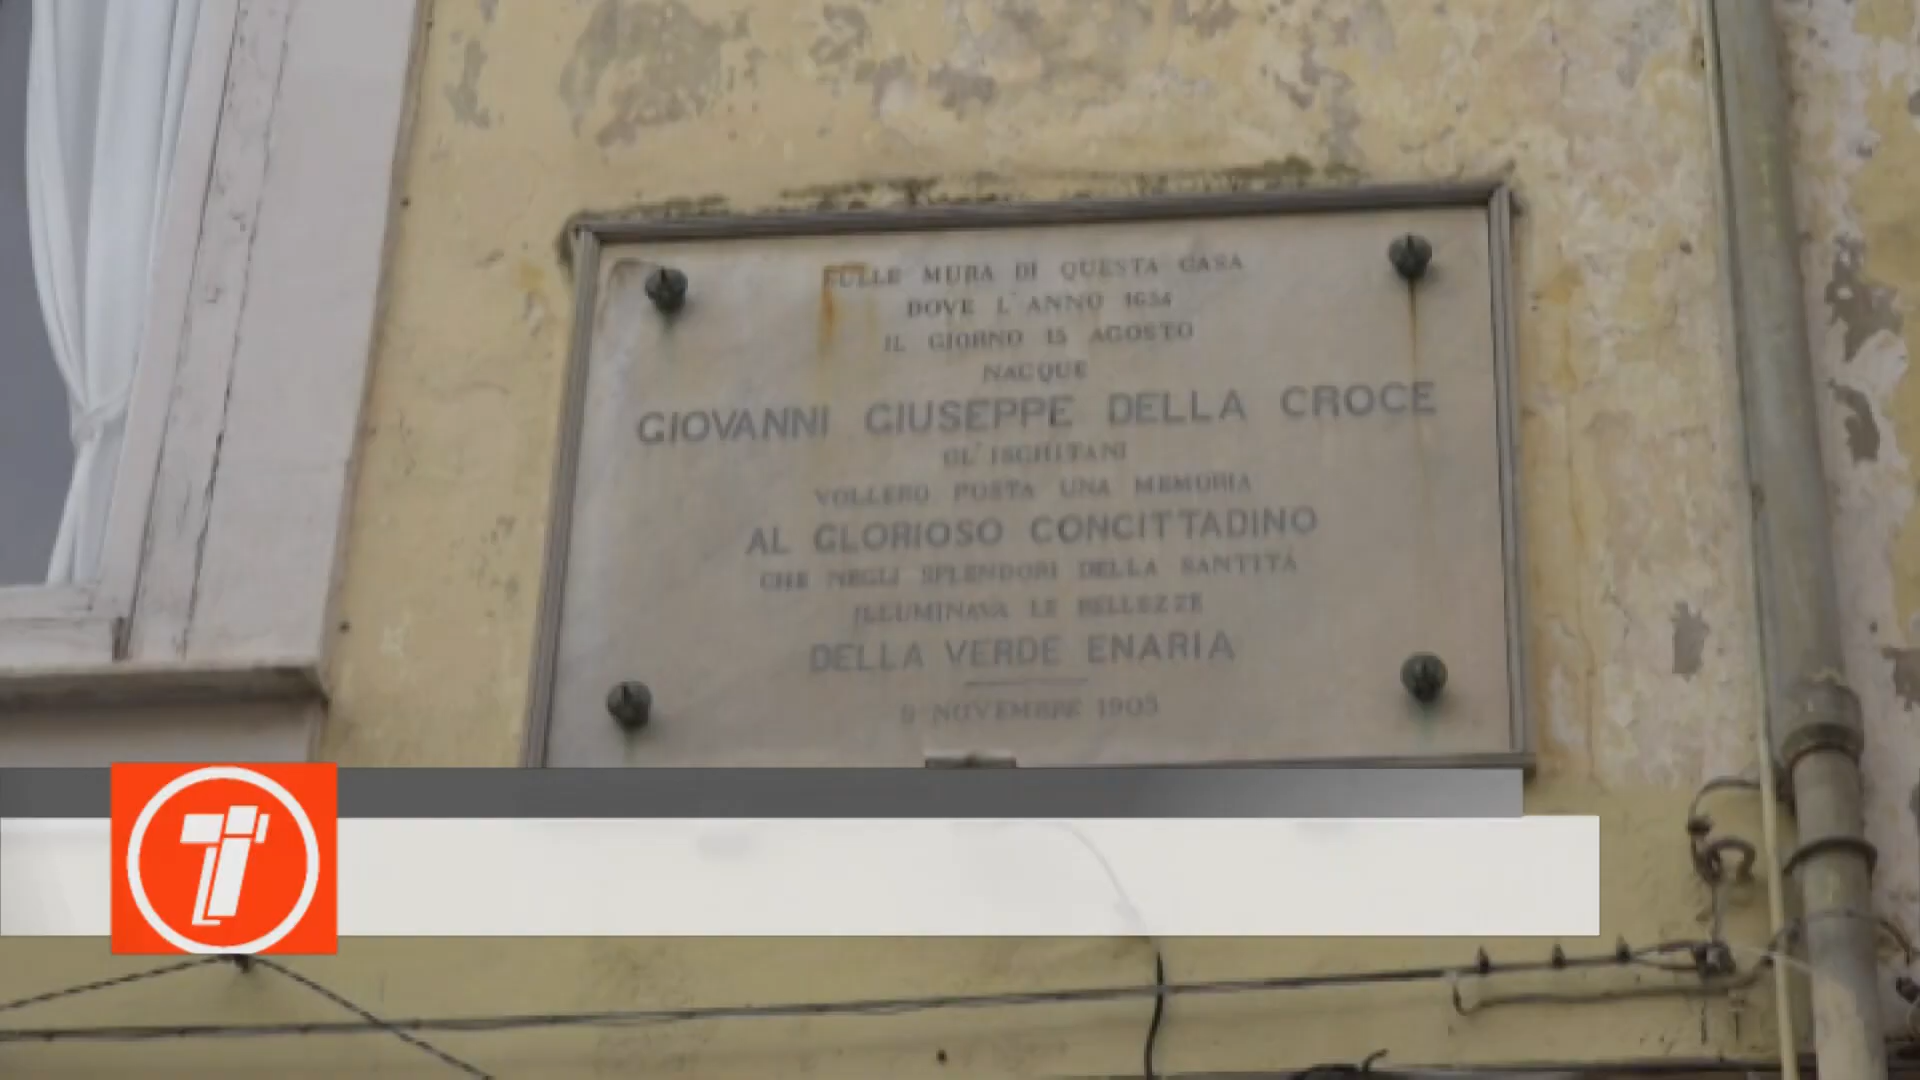 SULLE MURA DI QUESTA CASA
DOVE L'ANNO 1654
IL GIORNO 15 AGOSTO
NACQUE
GIOVANNI GIUSEPPE DELLA CROCE
GL'ISCHITANI
VOLLERO POSTA UNA MEMORIA
AL GLORIOSO CONCITTADINO
CHE NEGLI SPLENDORI DELLA SANTITÀ
ILLUMINAVA LE BELLEZZE
DELLA VERDE ENARIA
9 NOVEMBRE 1905